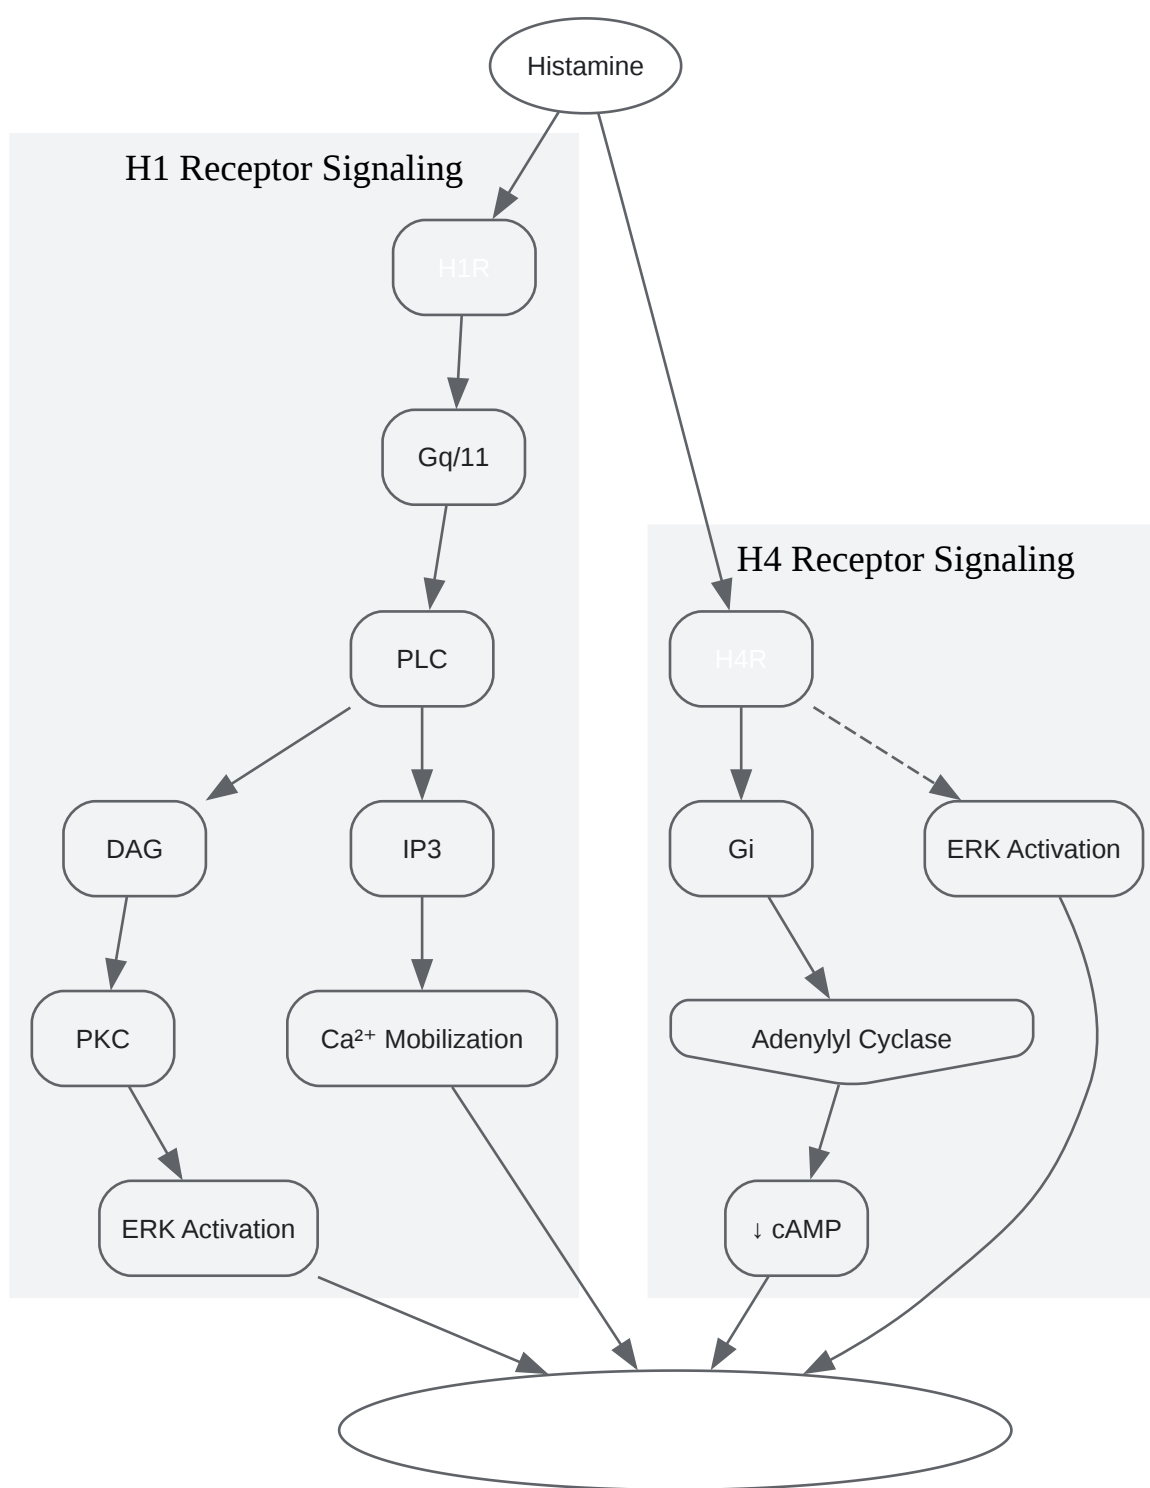 Histamine
H1 Receptor Signaling
H1R
Gq/11
H4 Receptor Signaling
PLC
H4R
DAG
IP3
Gi
ERK Activation
PKC
Ca²⁺ Mobilization
Adenylyl Cyclase
ERK Activation
↓ cAMP